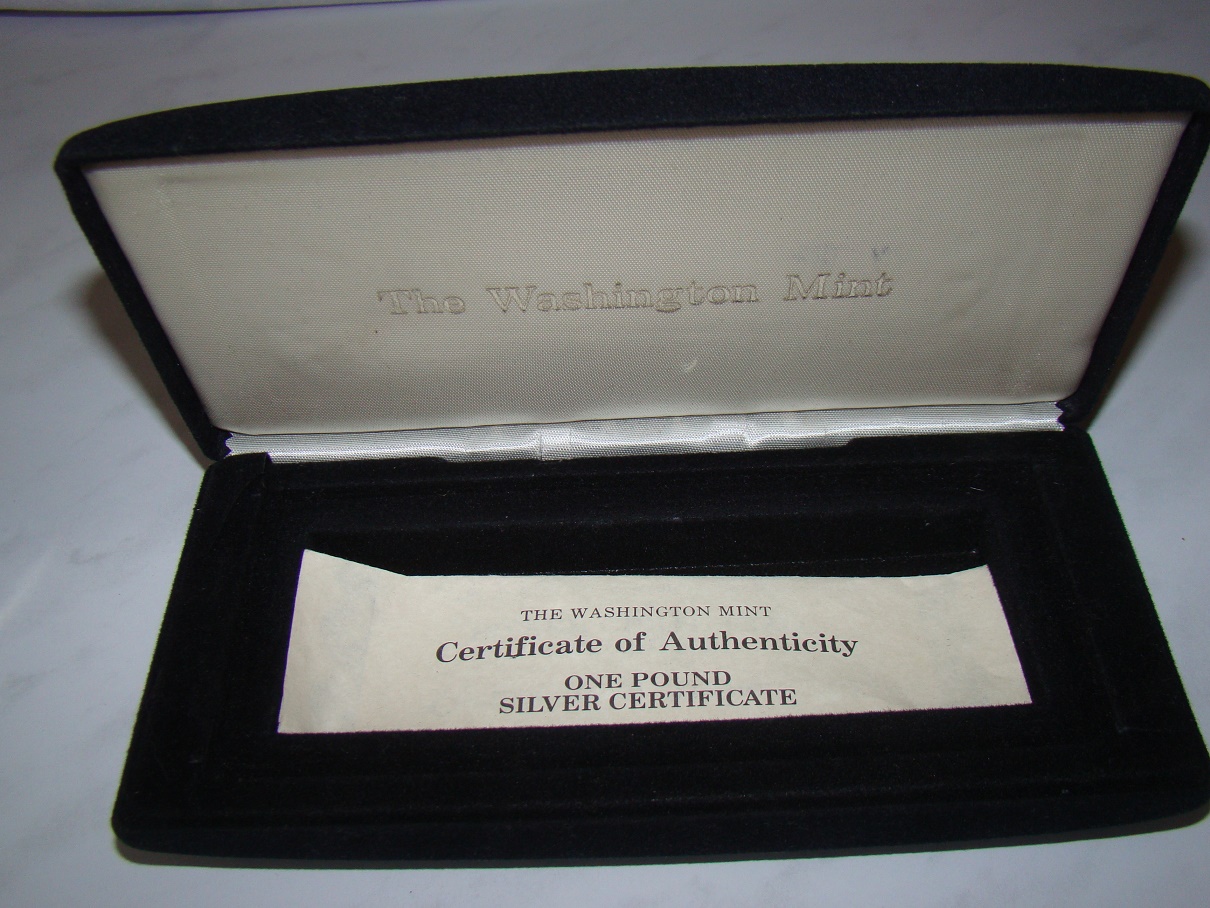 The Washington Mint
THE WASHINGTON MINT
Certificate of Authenticity
ONE POUND
SILVER CERTIFICATE